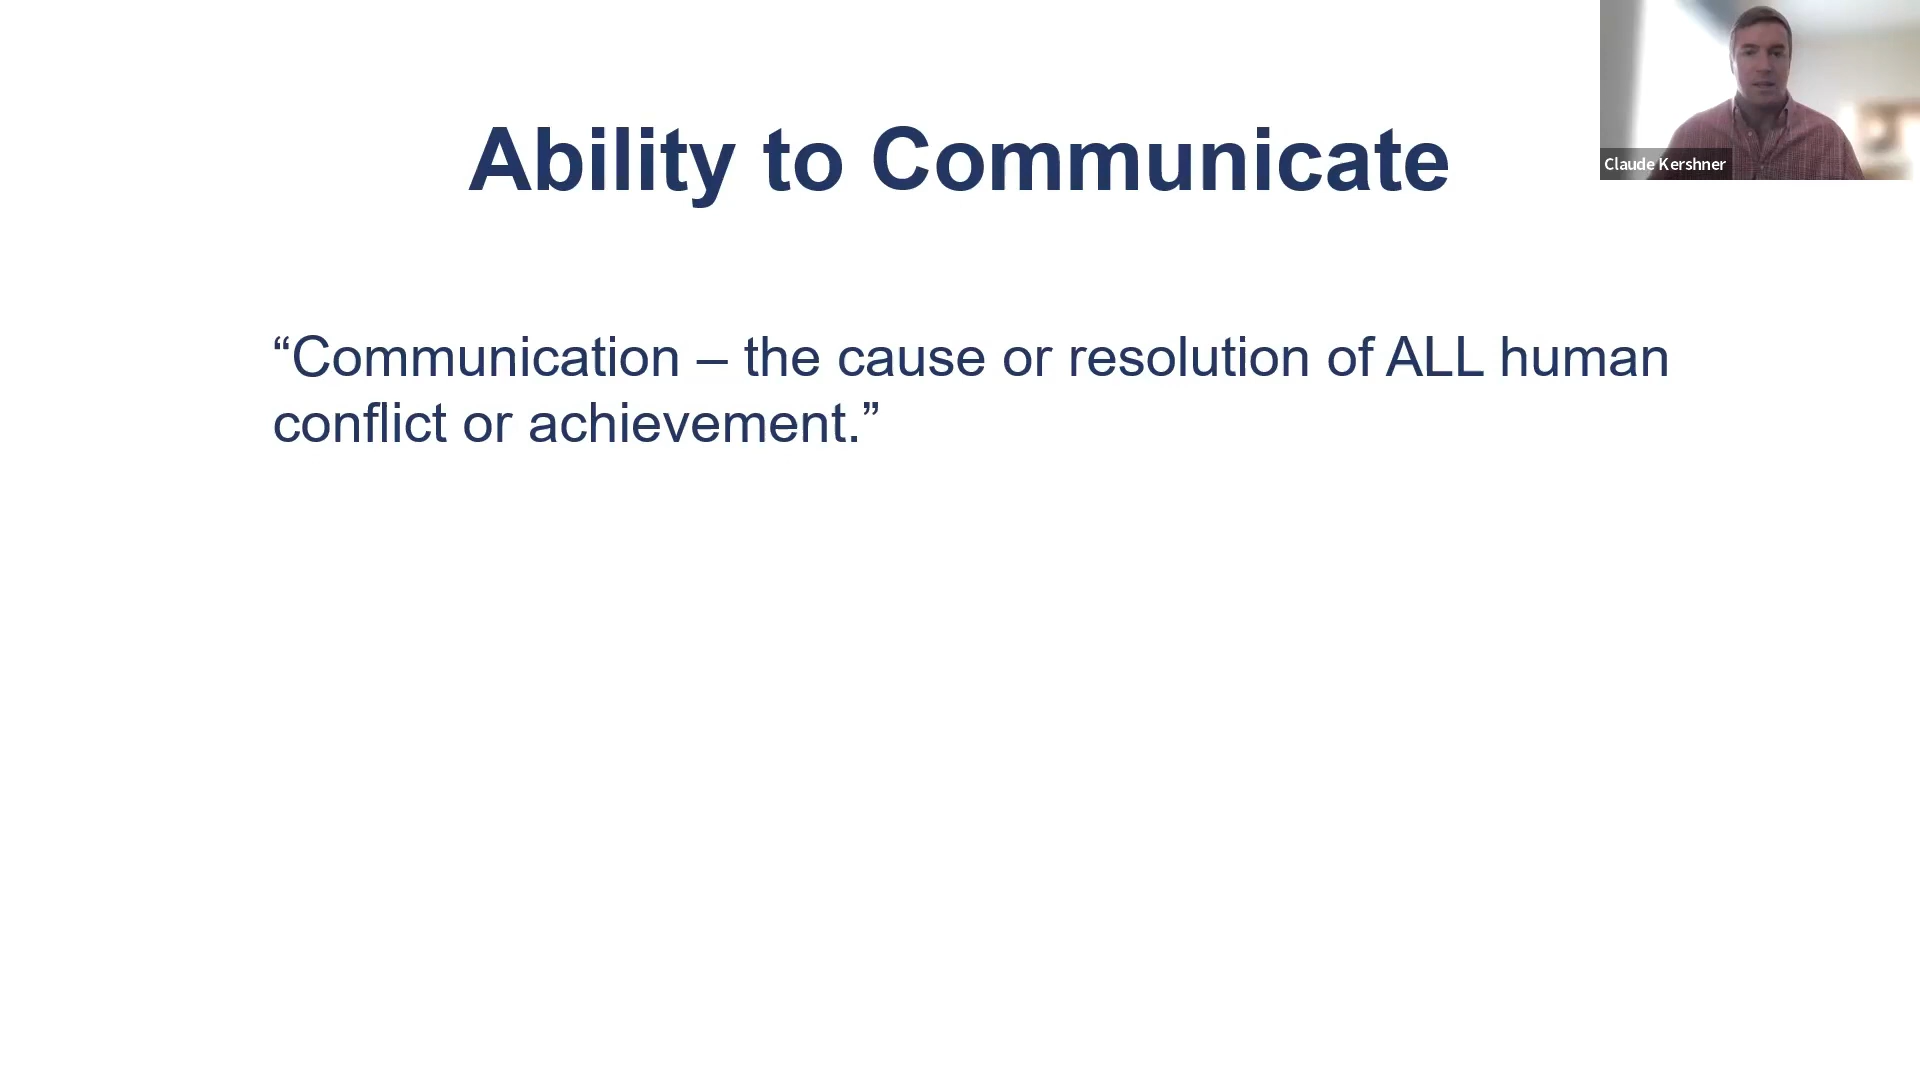 Ability to Communicate
Claude Kershner
“Communication – the cause or resolution of ALL human
conflict or achievement.”